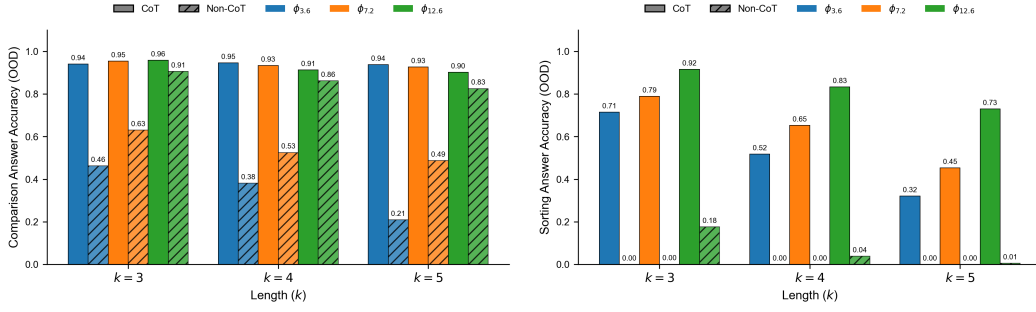 CoT Non-CoT ϕ3.6 ϕ7.2 ϕ12.6
Comparison Answer Accuracy (OOD)
1.0
0.8
0.6
0.4
0.2
0.0
0.94 0.46 0.95 0.63 0.96 0.91
0.95 0.38 0.93 0.53 0.91 0.86
0.94 0.21 0.93 0.49 0.90 0.83
k = 3 k = 4 k = 5
Length (k)
CoT Non-CoT ϕ3.6 ϕ7.2 ϕ12.6
Sorting Answer Accuracy (OOD)
1.0
0.8
0.6
0.4
0.2
0.0
0.71 0.00 0.79 0.00 0.92 0.18
0.52 0.00 0.65 0.00 0.83 0.04
0.32 0.00 0.45 0.00 0.73 0.01
k = 3 k = 4 k = 5
Length (k)